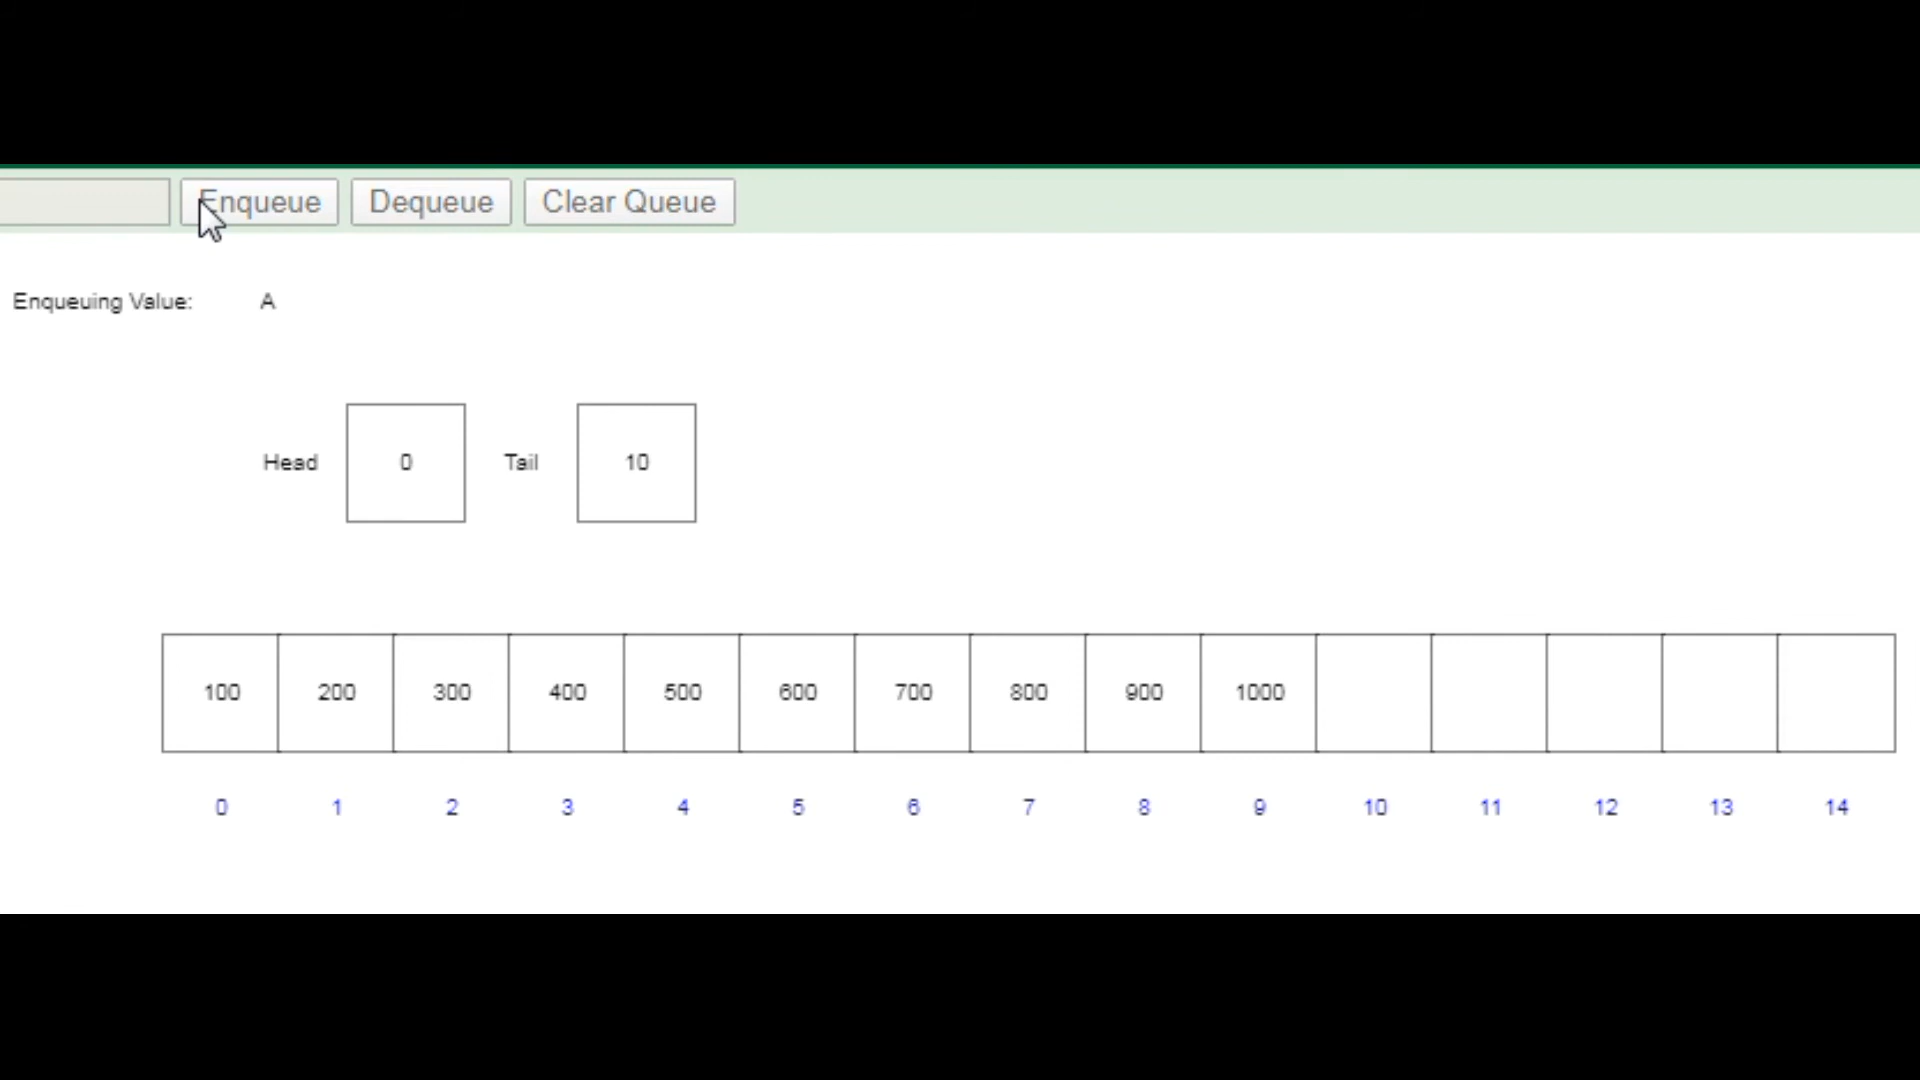 Enqueue Dequeue Clear Queue
Enqueuing Value: A
Head 0 Tail 10
100 200 300 400 500 600 700 800 900 1000
0 1 2 3 4 5 6 7 8 9 10 11 12 13 14